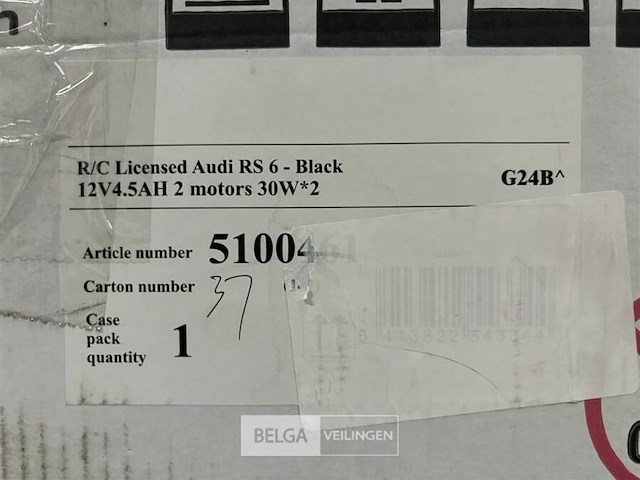 R/C Licensed Audi RS 6 - Black
12V4.5AH 2 motors 30W*2
G24B^
Article number 51004
Carton number 37
Case
pack
quantity
1
BELGA VEILINGEN